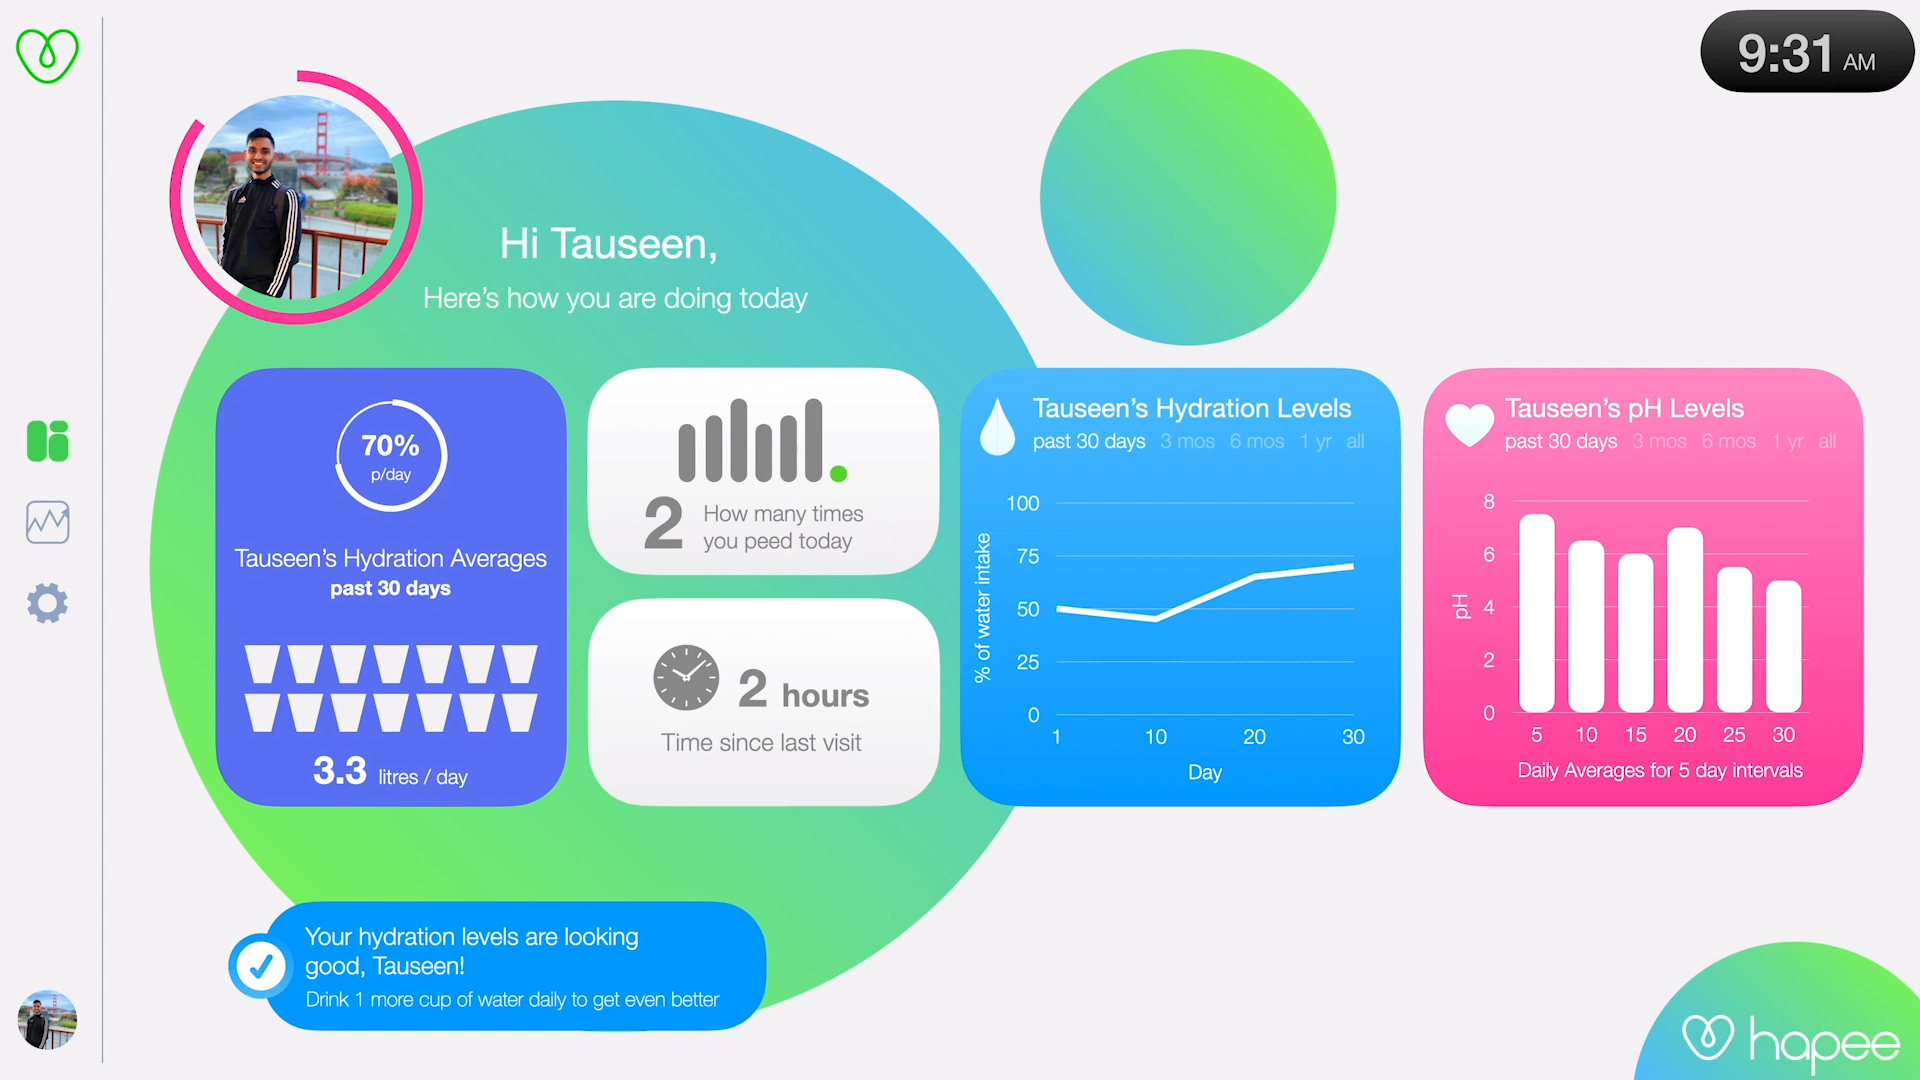 9:31 AM
Hi Tauseen,
Here's how you are doing today
70%
p/day
Tauseen's Hydration Averages
past 30 days
3.3 litres / day
2 How many times
you peed today
2 hours
Time since last visit
Tauseen's Hydration Levels
past 30 days 3 mos 6 mos 1 yr all
% of water intake
100
75
50
25
0
1 10 20 30
Day
Tauseen's pH Levels
past 30 days 3 mos 6 mos 1 yr all
pH
8
6
4
2
0
5 10 15 20 25 30
Daily Averages for 5 day intervals
Your hydration levels are looking
good, Tauseen!
Drink 1 more cup of water daily to get even better
hapee